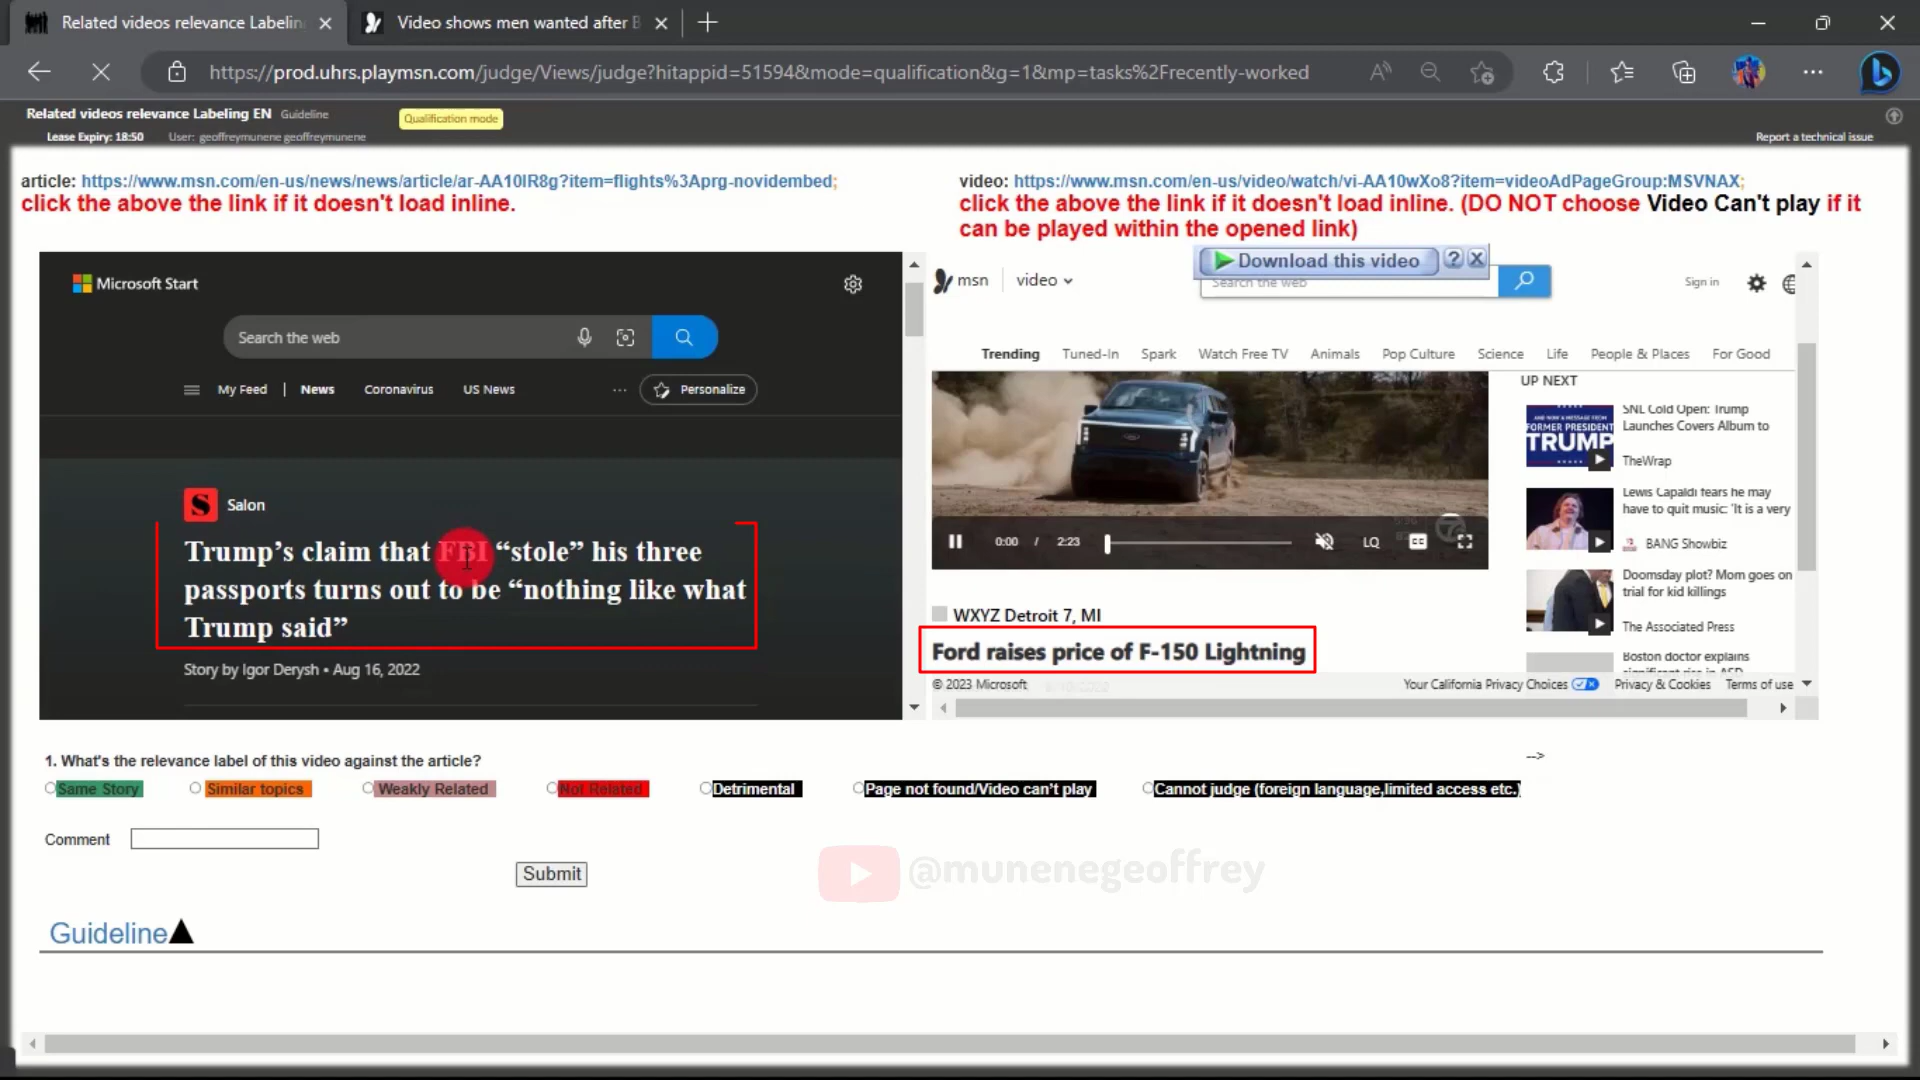 Related videos relevance Labelin
Video shows men wanted after B
https://prod.uhrs.playmsn.com/judge/Views/judge?hitappid=51594&mode=qualification&g=1&mp=tasks%2Frecently-worked
Related videos relevance Labeling EN Guideline
Qualification mode
Lease Expiry: 18:50 User: geoffreymunene geoffreymunene
Report a technical issue
article: https://www.msn.com/en-us/news/news/article/ar-AA10IR8g?item=flights%3Aprg-novidembed;
click the above the link if it doesn't load inline.
video: https://www.msn.com/en-us/video/watch/vi-AA10wXo8?item=videoAdPageGroup:MSVNAX;
click the above the link if it doesn't load inline. (DO NOT choose Video Can't play if it
can be played within the opened link)
Microsoft Start
Search the web
My Feed | News Coronavirus US News ... Personalize
Salon
Trump's claim that FBI “stole” his three
passports turns out to be “nothing like what
Trump said”
Story by Igor Derysh • Aug 16, 2022
msn video
Download this video ? X
Search the web
Sign in
Trending Tuned-In Spark Watch Free TV Animals Pop Culture Science Life People & Places For Good
0:00 / 2:23
LQ
CC
WXYZ Detroit 7, MI
Ford raises price of F-150 Lightning
UP NEXT
AND NOW A MESSAGE FROM
FORMER PRESIDENT
TRUMP
SNL Cold Open: Trump
Launches Covers Album to
TheWrap
Lewis Capaldi fears he may
have to quit music: 'It is a very
BANG Showbiz
Doomsday plot? Mom goes on
trial for kid killings
The Associated Press
Boston doctor explains
© 2023 Microsoft
Your California Privacy Choices Privacy & Cookies Terms of use
1. What's the relevance label of this video against the article?
-->
Same Story Similar topics Weakly Related Not Related Detrimental Page not found/Video can't play Cannot judge (foreign language,limited access etc.)
Comment
Submit
@munenegeoffrey
Guideline▲